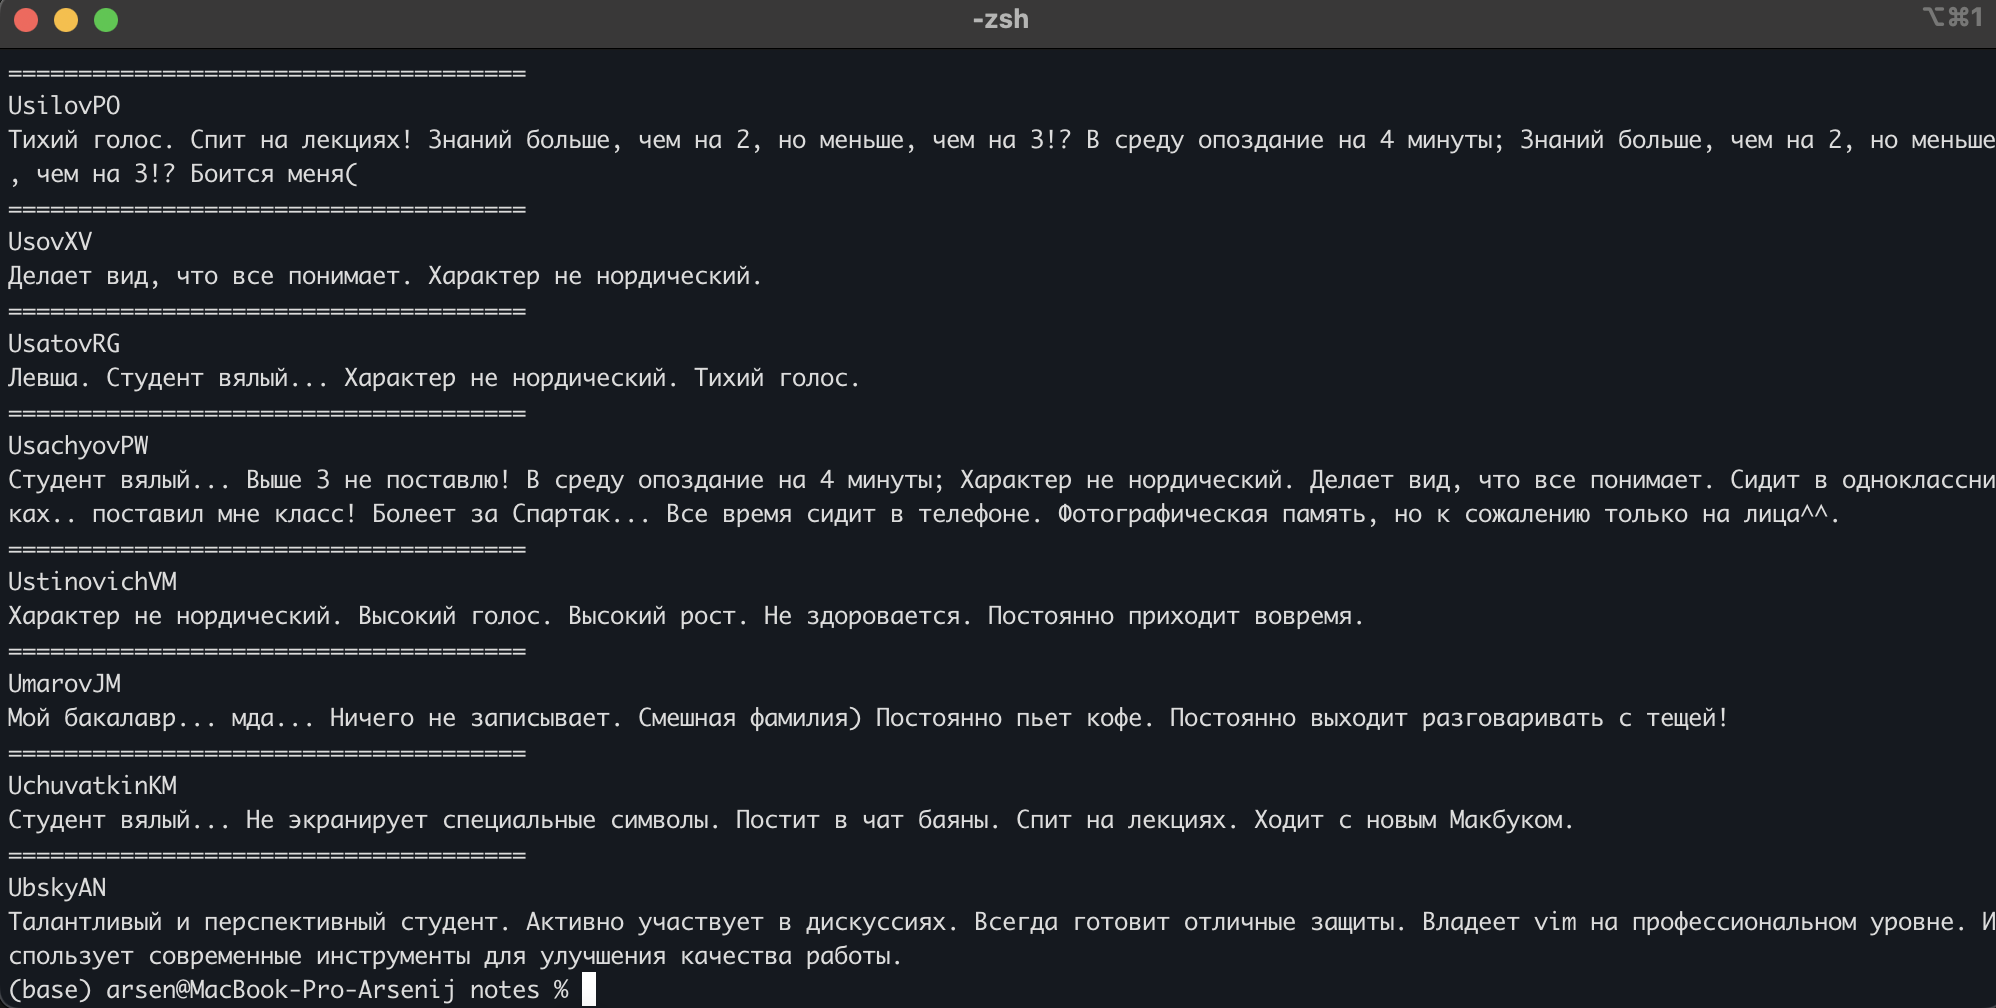 -zsh
⌥⌘1
=====================================
UsilovPO
Тихий голос. Спит на лекциях! Знаний больше, чем на 2, но меньше, чем на 3!? В среду опоздание на 4 минуты; Знаний больше, чем на 2, но меньше
, чем на 3!? Боится меня(
=====================================
UsovXV
Делает вид, что все понимает. Характер не нордический.
=====================================
UsatovRG
Левша. Студент вялый... Характер не нордический. Тихий голос.
=====================================
UsachyovPW
Студент вялый... Выше 3 не поставлю! В среду опоздание на 4 минуты; Характер не нордический. Делает вид, что все понимает. Сидит в одноклассни
ках.. поставил мне класс! Болеет за Спартак... Все время сидит в телефоне. Фотографическая память, но к сожалению только на лица^^.
=====================================
UstinovichVM
Характер не нордический. Высокий голос. Высокий рост. Не здоровается. Постоянно приходит вовремя.
=====================================
UmarovJM
Мой бакалавр... мда... Ничего не записывает. Смешная фамилия) Постоянно пьет кофе. Постоянно выходит разговаривать с тещей!
=====================================
UchuvatkinKM
Студент вялый... Не экранирует специальные символы. Постит в чат баяны. Спит на лекциях. Ходит с новым Макбуком.
=====================================
UbskyAN
Талантливый и перспективный студент. Активно участвует в дискуссиях. Всегда готовит отличные защиты. Владеет vim на профессиональном уровне. И
спользует современные инструменты для улучшения качества работы.
(base) arsen@MacBook-Pro-Arsenij notes %